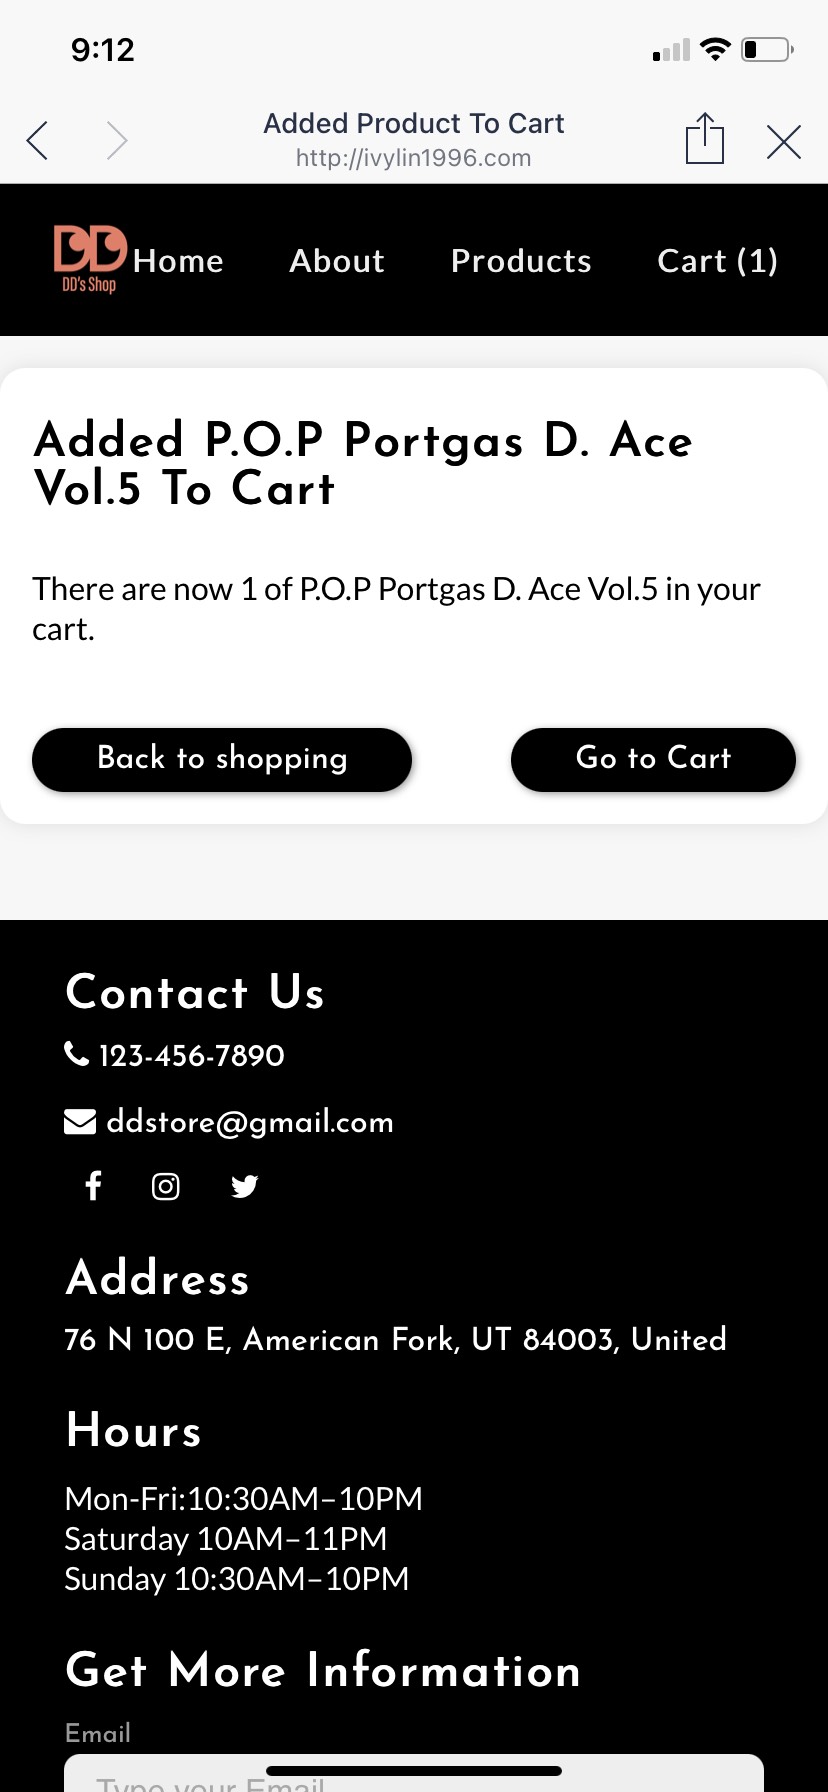 9:12
Added Product To Cart
http://ivylin1996.com
DD
DD's Shop
Home About Products Cart (1)
Added P.O.P Portgas D. Ace
Vol.5 To Cart
There are now 1 of P.O.P Portgas D. Ace Vol.5 in your
cart.
Back to shopping Go to Cart
Contact Us
123-456-7890
ddstore@gmail.com
Address
76 N 100 E, American Fork, UT 84003, United
Hours
Mon-Fri:10:30AM–10PM
Saturday 10AM–11PM
Sunday 10:30AM–10PM
Get More Information
Email
Type your Email